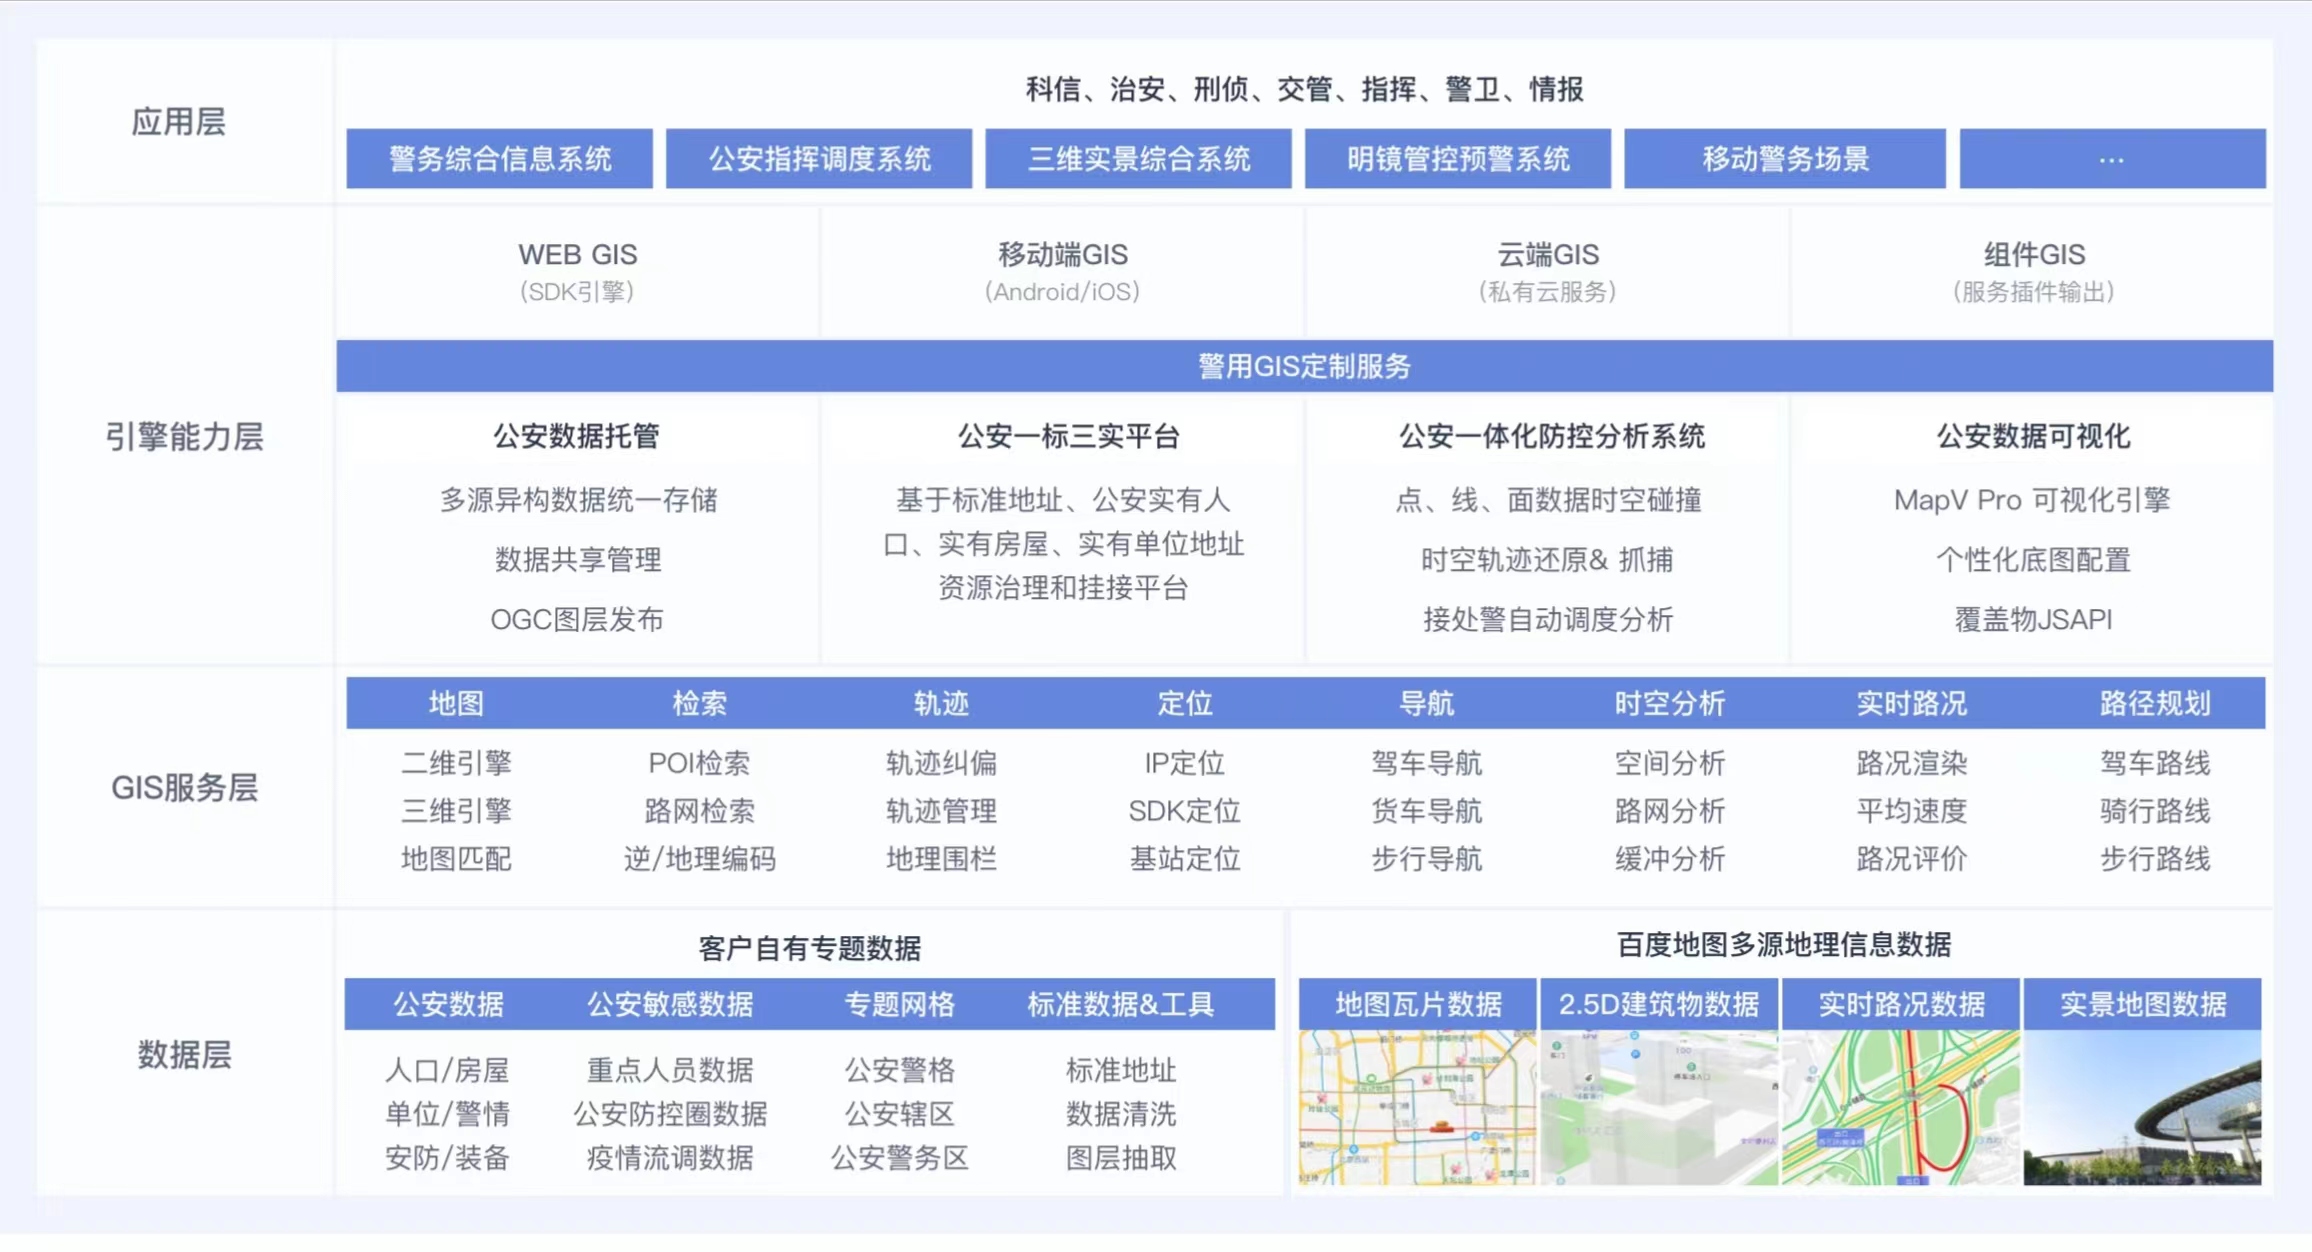 应用层
科信、治安、刑侦、交管、指挥、警卫、情报
警务综合信息系统 公安指挥调度系统 三维实景综合系统 明镜管控预警系统 移动警务场景 ...
引擎能力层
WEB GIS 移动端GIS 云端GIS 组件GIS
（SDK引擎） （Android/iOS） （私有云服务） （服务插件输出）
警用GIS定制服务
公安数据托管
多源异构数据统一存储
数据共享管理
OGC图层发布
公安一标三实平台
基于标准地址、公安实有人
口、实有房屋、实有单位地址
资源治理和挂接平台
公安一体化防控分析系统
点、线、面数据时空碰撞
时空轨迹还原& 抓捕
接处警自动调度分析
公安数据可视化
MapV Pro 可视化引擎
个性化底图配置
覆盖物JSAPI
GIS服务层
地图 检索 轨迹 定位 导航 时空分析 实时路况 路径规划
二维引擎 POI检索 轨迹纠偏 IP定位 驾车导航 空间分析 路况渲染 驾车路线
三维引擎 路网检索 轨迹管理 SDK定位 货车导航 路网分析 平均速度 骑行路线
地图匹配 逆/地理编码 地理围栏 基站定位 步行导航 缓冲分析 路况评价 步行路线
数据层
客户自有专题数据
公安数据 公安敏感数据 专题网格 标准数据&工具
人口/房屋 重点人员数据 公安警格 标准地址
单位/警情 公安防控圈数据 公安辖区 数据清洗
安防/装备 疫情流调数据 公安警务区 图层抽取
百度地图多源地理信息数据
地图瓦片数据 2.5D建筑物数据 实时路况数据 实景地图数据